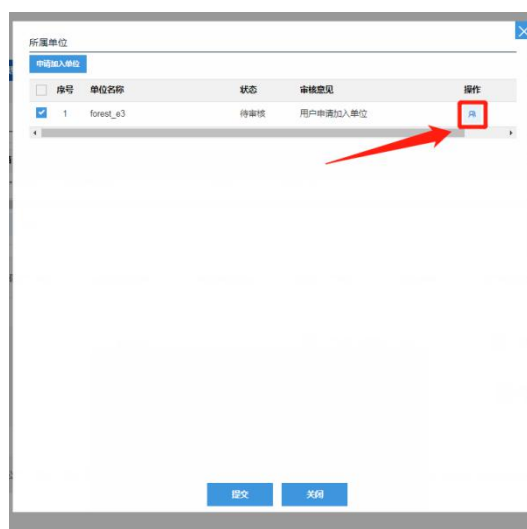 所属单位
申请加入单位
序号 单位名称 状态 审核意见 操作
1 forest_e3 待审核 用户申请加入单位
提交 关闭